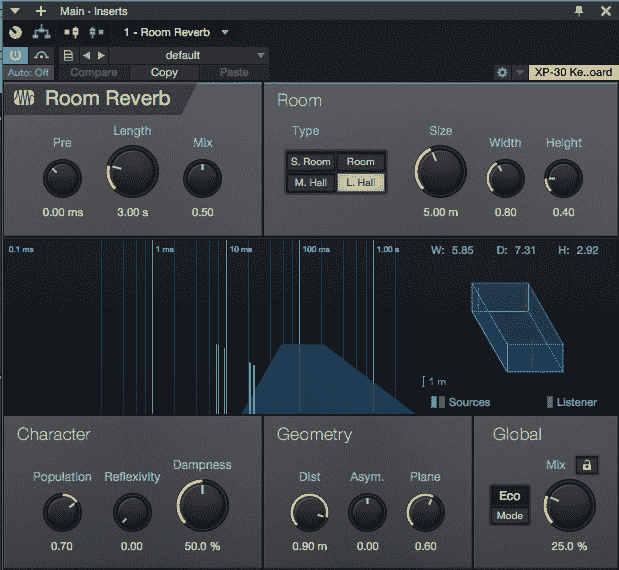 Main · Inserts
1 - Room Reverb
default
Auto: Off Compare Copy Paste XP-30 Ke..oard
Room Reverb
Room
Pre Length Mix
0.00 ms 3.00 s 0.50
Type Size Width Height
S. Room Room
M. Hall L. Hall
5.00 m 0.80 0.40
0.1 ms 1 ms 10 ms 100 ms 1.00 s
W: 5.85 D: 7.31 H: 2.92
1 m
Sources Listener
Character
Population Reflexivity Dampness
0.70 0.00 50.0 %
Geometry
Dist Asym. Plane
0.90 m 0.00 0.60
Global
Mix
Eco
Mode
25.0 %